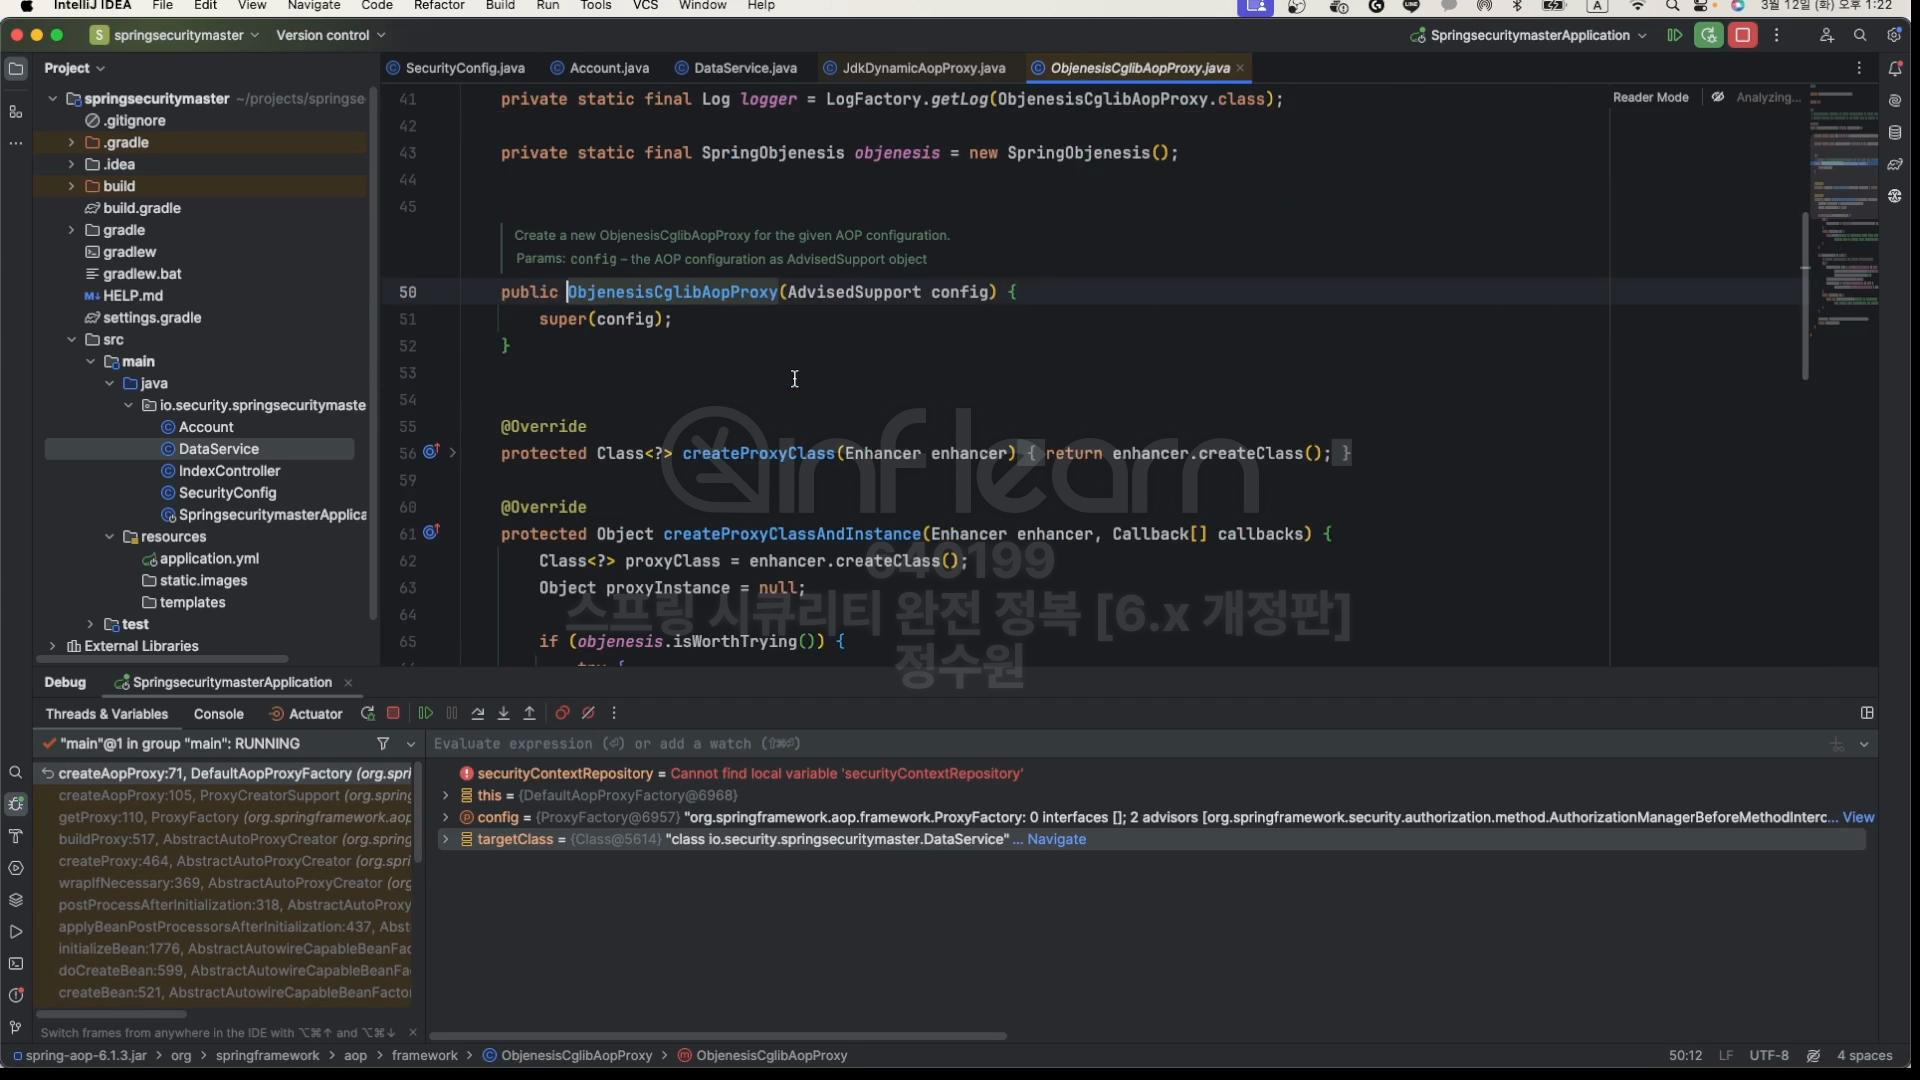 IntelliJ IDEA File Edit View Navigate Code Refactor Build Run Tools VCS Window Help 3월 12일 (화) 오후 1:22
S springsecuritymaster Version control SpringsecuritymasterApplication
Project
SecurityConfig.java Account.java DataService.java JdkDynamicAopProxy.java ObjenesisCglibAopProxy.java
springsecuritymaster ~/projects/springse
.gitignore
.gradle
.idea
build
build.gradle
gradle
gradlew
gradlew.bat
HELP.md
settings.gradle
src
main
java
io.security.springsecuritymaste
Account
DataService
IndexController
SecurityConfig
SpringsecuritymasterApplica
resources
application.yml
static.images
templates
test
External Libraries
Reader Mode Analyzing...
41 private static final Log logger = LogFactory.getLog(ObjenesisCglibAopProxy.class);
42
43 private static final SpringObjenesis objenesis = new SpringObjenesis();
44
45
Create a new ObjenesisCglibAopProxy for the given AOP configuration.
Params: config – the AOP configuration as AdvisedSupport object
50 public ObjenesisCglibAopProxy(AdvisedSupport config) {
51 super(config);
52 }
53
54
55 @Override
56 protected Class<?> createProxyClass(Enhancer enhancer) { return enhancer.createClass(); }
59
60 @Override
61 protected Object createProxyClassAndInstance(Enhancer enhancer, Callback[] callbacks) {
62 Class<?> proxyClass = enhancer.createClass();
63 Object proxyInstance = null;
64
65 if (objenesis.isWorthTrying()) {
try {
inflearn
640199
스프링 시큐리티 완전 정복 [6.x 개정판]
정수원
Debug SpringsecuritymasterApplication
Threads & Variables Console Actuator
"main"@1 in group "main": RUNNING
createAopProxy:71, DefaultAopProxyFactory (org.spri
createAopProxy:105, ProxyCreatorSupport (org.spring
getProxy:110, ProxyFactory (org.springframework.aop
buildProxy:517, AbstractAutoProxyCreator (org.spring
createProxy:464, AbstractAutoProxyCreator (org.sprin
wrapIfNecessary:369, AbstractAutoProxyCreator (org
postProcessAfterInitialization:318, AbstractAutoProxy
applyBeanPostProcessorsAfterInitialization:437, Abst
initializeBean:1776, AbstractAutowireCapableBeanFac
doCreateBean:599, AbstractAutowireCapableBeanFa
createBean:521, AbstractAutowireCapableBeanFactor
Switch frames from anywhere in the IDE with ⌥⌘↑ and ⌥⌘↓
Evaluate expression (⏎) or add a watch (⇧⌘⏎)
securityContextRepository = Cannot find local variable 'securityContextRepository'
this = {DefaultAopProxyFactory@6968}
config = {ProxyFactory@6957} "org.springframework.aop.framework.ProxyFactory: 0 interfaces []; 2 advisors [org.springframework.security.authorization.method.AuthorizationManagerBeforeMethodInterc... View
targetClass = {Class@5614} "class io.security.springsecuritymaster.DataService" ... Navigate
spring-aop-6.1.3.jar > org > springframework > aop > framework > ObjenesisCglibAopProxy > ObjenesisCglibAopProxy 50:12 LF UTF-8 4 spaces